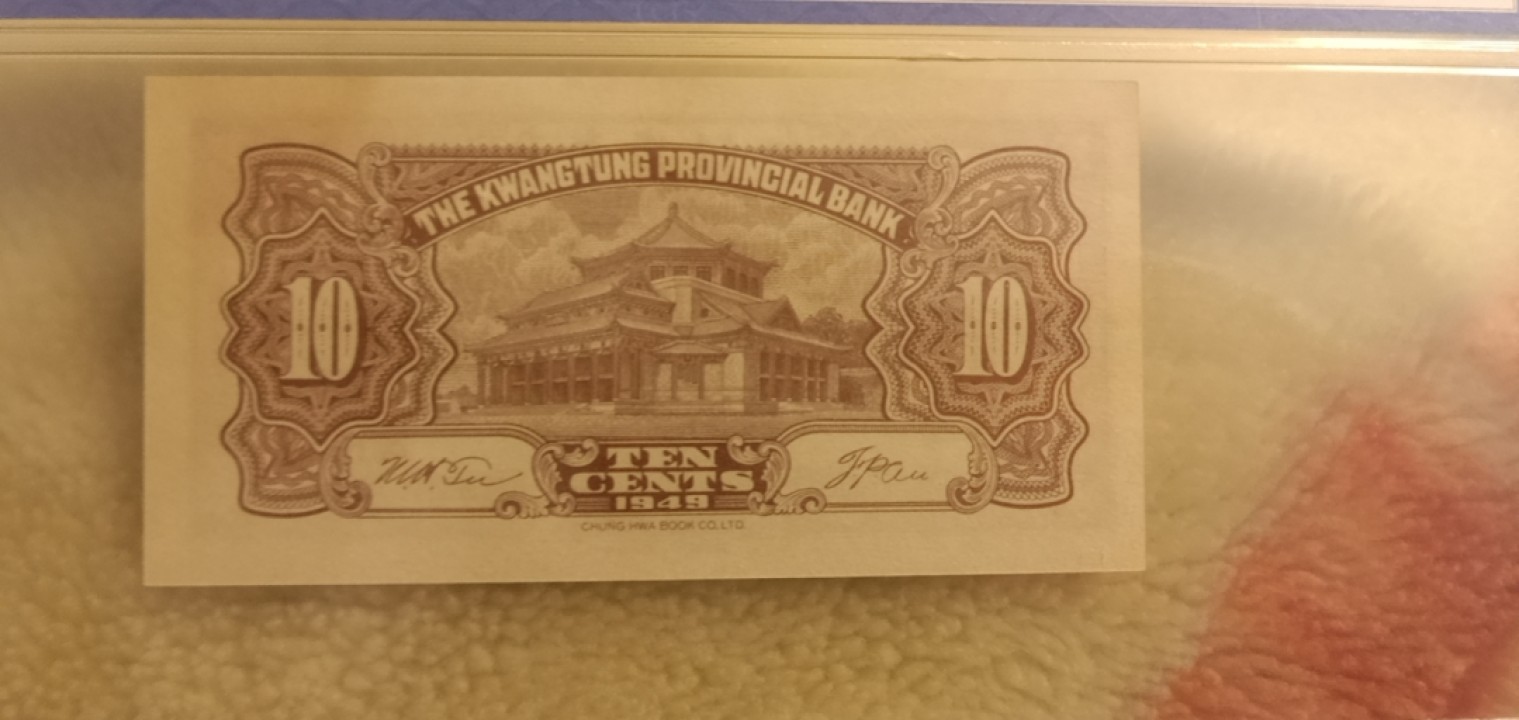 THE KWANGTUNG PROVINCIAL BANK
10
10
TEN
CENTS
1949
CHUNG HWA BOOK CO. LTD.